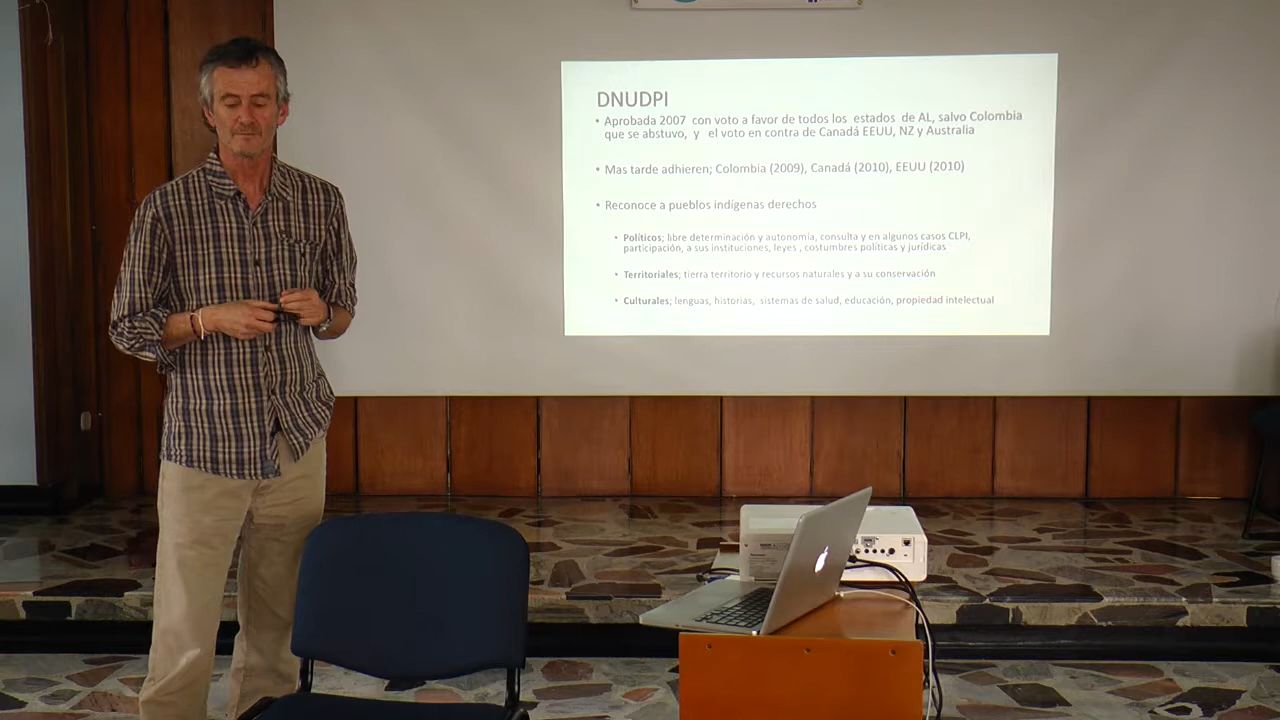 DNUDPI
• Aprobada 2007 con voto a favor de todos los estados de AL, salvo Colombia
que se abstuvo, y el voto en contra de Canadá EEUU, NZ y Australia
• Mas tarde adhieren; Colombia (2009), Canadá (2010), EEUU (2010)
• Reconoce a pueblos indígenas derechos
• Políticos; libre determinación y autonomía, consulta y en algunos casos CLPI,
participación, a sus instituciones, leyes , costumbres políticas y jurídicas
• Territoriales; tierra territorio y recursos naturales y a su conservación
• Culturales; lenguas, historias, sistemas de salud, educación, propiedad intelectual